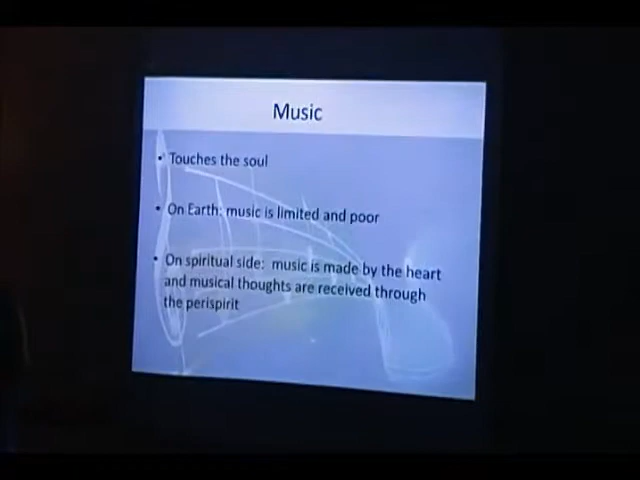 Music
• Touches the soul
• On Earth: music is limited and poor
• On spiritual side: music is made by the heart
and musical thoughts are received through
the perispirit